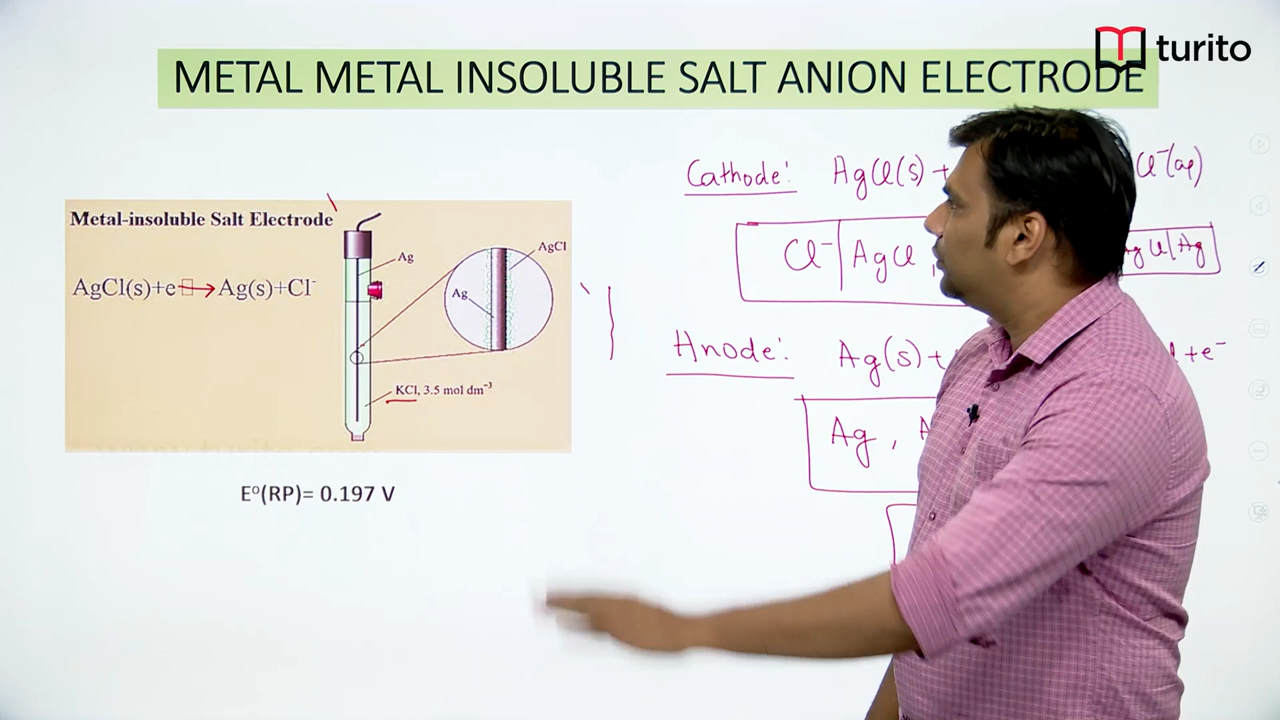 turito
METAL METAL INSOLUBLE SALT ANION ELECTRODE
Metal-insoluble Salt Electrode
AgCl(s)+e → Ag(s)+Cl⁻
Ag
AgCl
Ag
KCl, 3.5 mol dm⁻³
E⁰(RP)= 0.197 V
Cathode: AgCl(s)+ Cl⁻(aq)
Cl⁻|AgCl, AgCl|Ag
Anode: Ag(s)+ +e⁻
Ag,